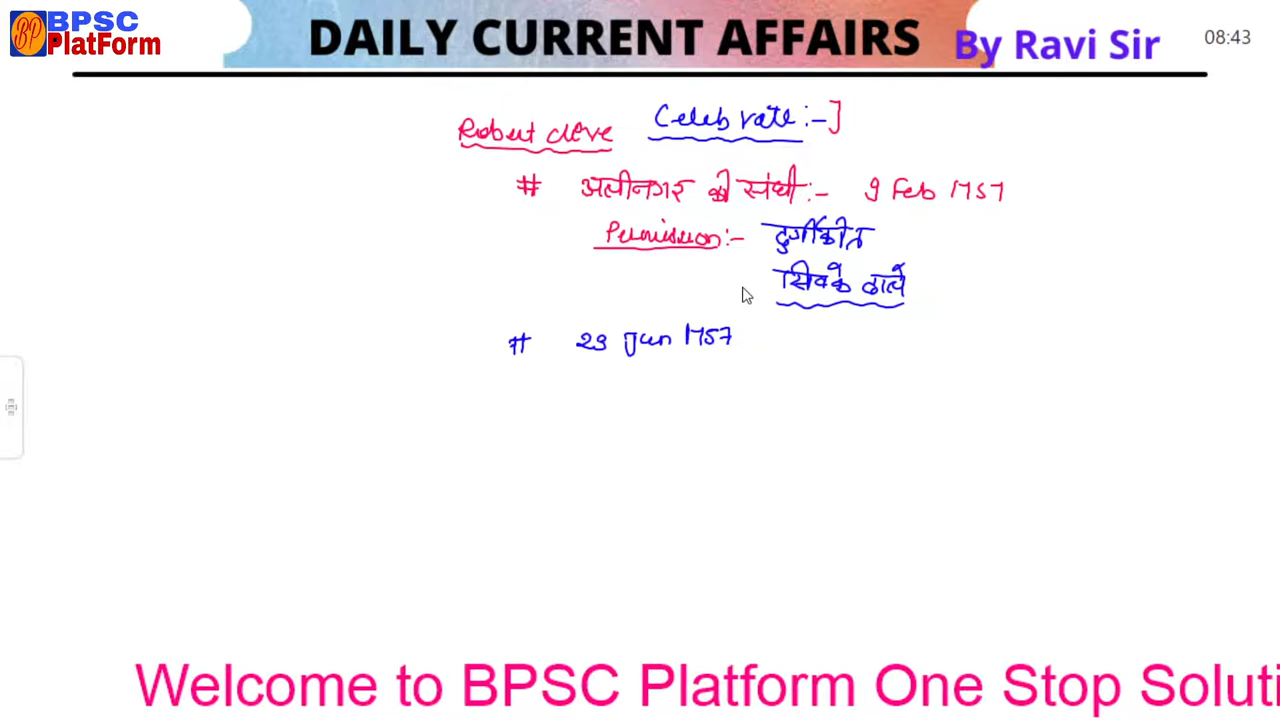 BPSC
PlatForm
DAILY CURRENT AFFAIRS
By Ravi Sir
08:43
Robert clive Celebrate:-]
# अलीनगर की संधी:- 9 Feb 1757
Permission:- दुर्गीकीत
सिक्के ढालने
# 23 Jun 1757
Welcome to BPSC Platform One Stop Soluti